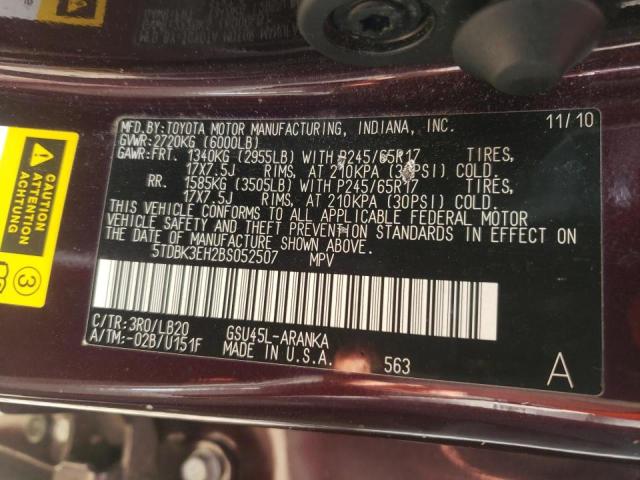 MFD.BY:TOYOTA MOTOR MANUFACTURING, INDIANA, INC. 11/10
GVWR: 2720KG (6000LB)
GAWR:FRT. 1340KG (2955LB) WITH P245/65R17 TIRES,
17X7.5J RIMS, AT 210KPA (30PSI) COLD.
RR. 1585KG (3505LB) WITH P245/65R17 TIRES,
17X7.5J RIMS, AT 210KPA (30PSI) COLD.
THIS VEHICLE CONFORMS TO ALL APPLICABLE FEDERAL MOTOR
VEHICLE SAFETY AND THEFT PREVENTION STANDARDS IN EFFECT ON
THE DATE OF MANUFACTURE SHOWN ABOVE.
5TDBK3EH2BS052507 MPV
C/TR:3R0/LB20 GSU45L-ARANKA
A/TM:-02B/U151F MADE IN U.S.A. 563
A
3